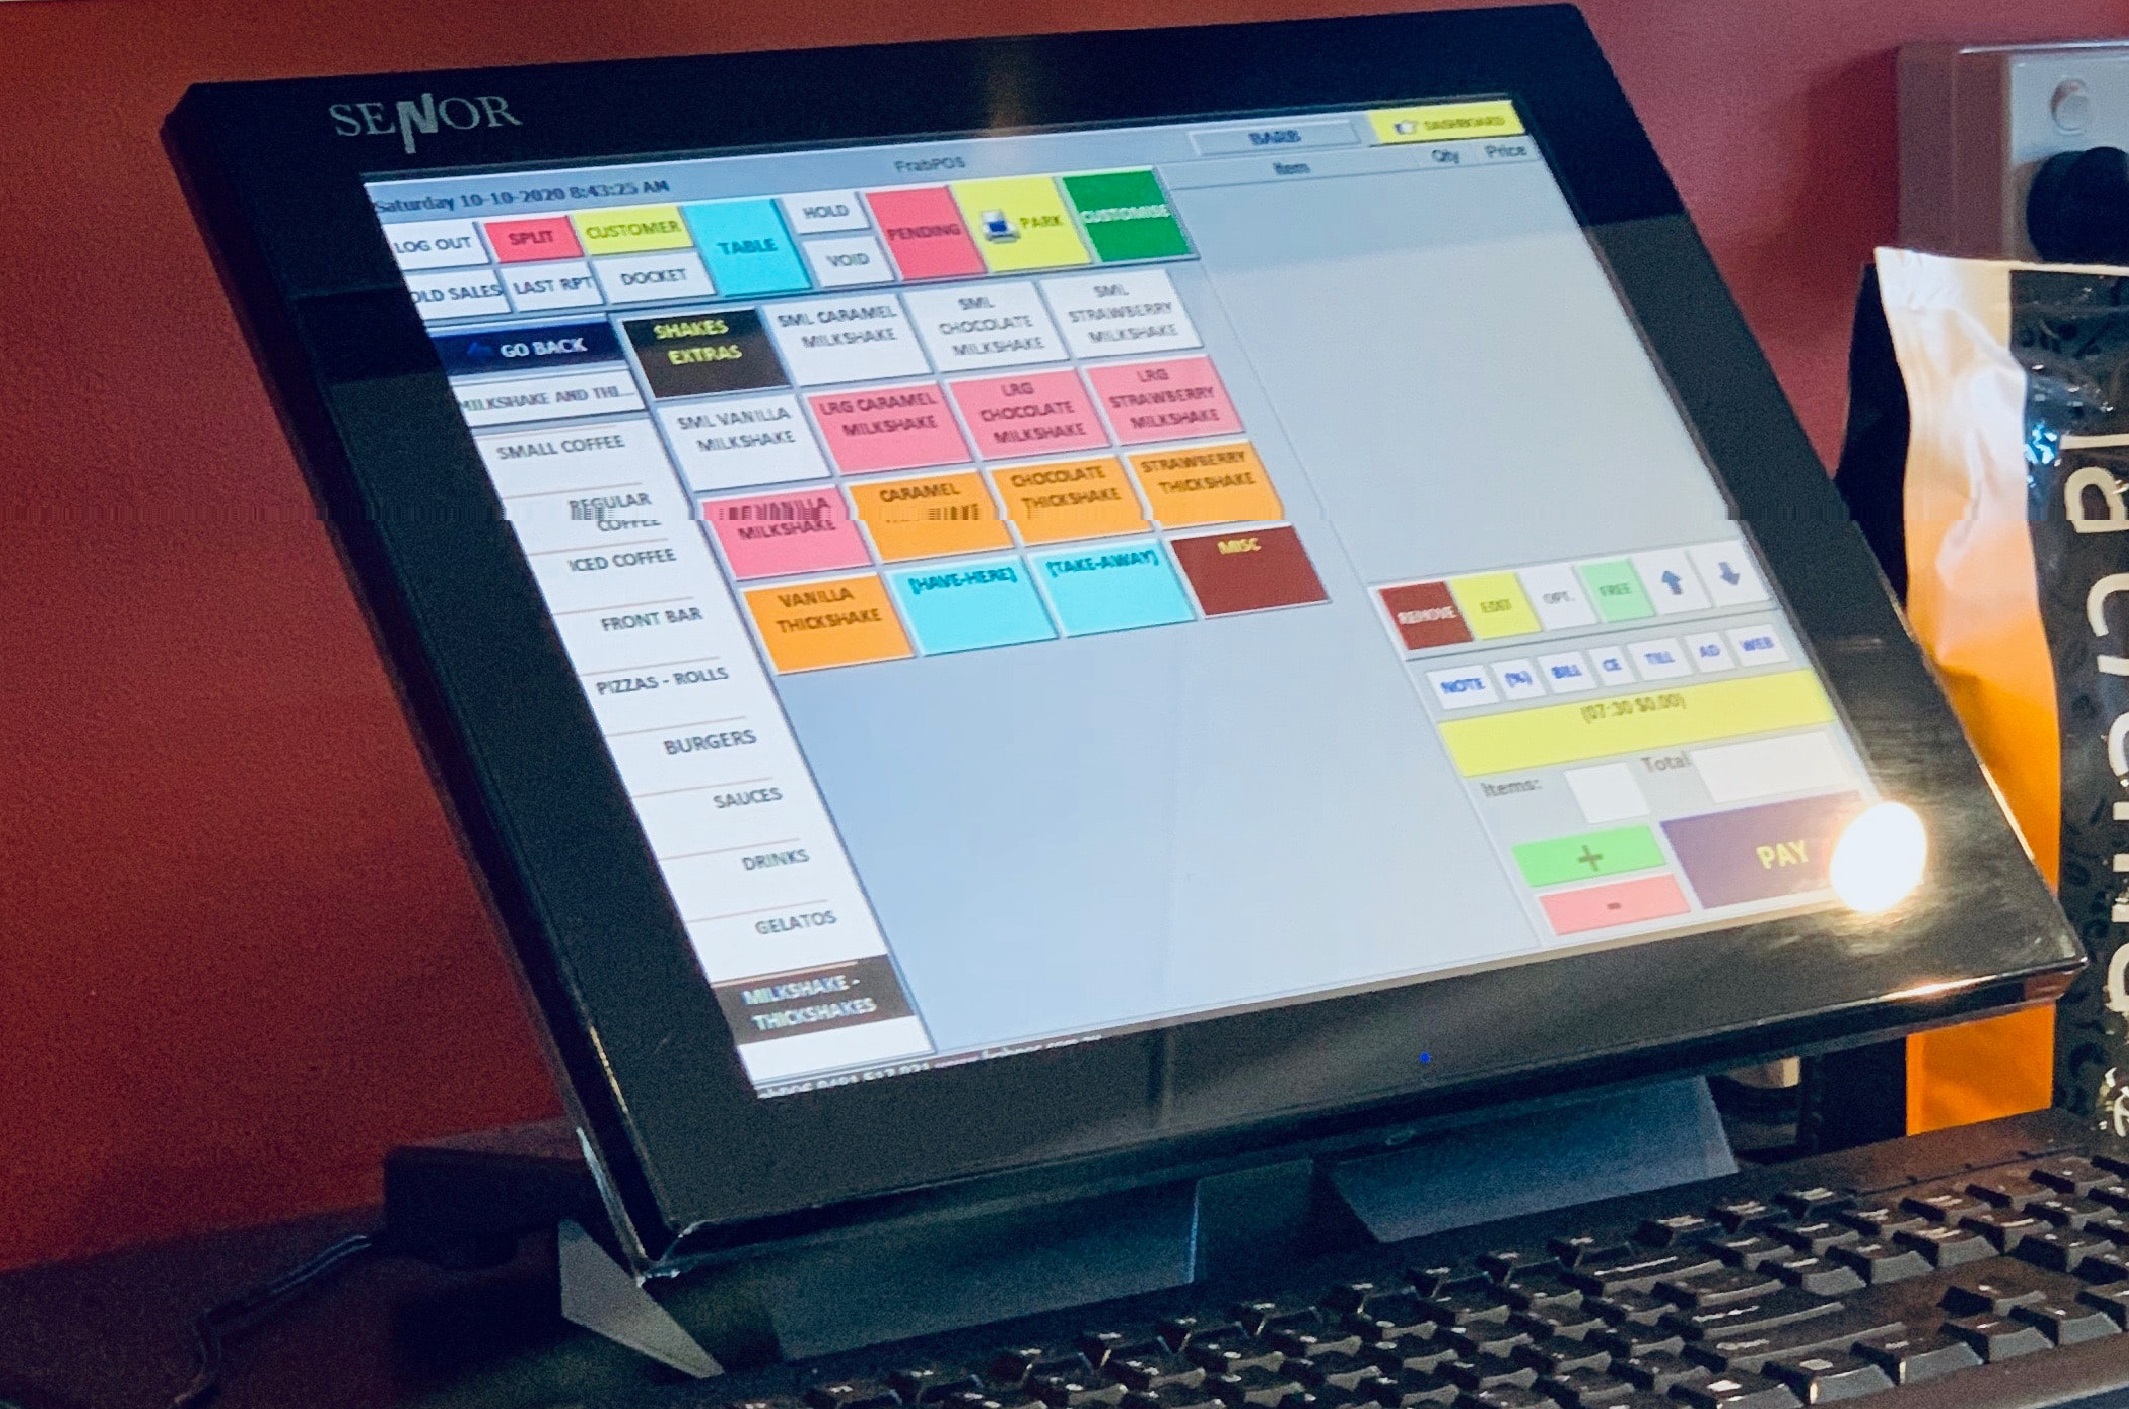 SENOR
FrabPOS
BARB
DASHBOARD
Saturday 10-10-2020 8:43:25 AM
Item Qty Price
LOG OUT
SPLIT
CUSTOMER
TABLE
HOLD
PENDING
PARK
CUSTOMISE
OLD SALES
LAST RPT
DOCKET
VOID
GO BACK
MILKSHAKE AND THI...
SMALL COFFEE
REGULAR
COFFEE
ICED COFFEE
FRONT BAR
PIZZAS - ROLLS
BURGERS
SAUCES
DRINKS
GELATOS
MILKSHAKE -
THICKSHAKES
SHAKES
EXTRAS
SML CARAMEL
MILKSHAKE
SML
CHOCOLATE
MILKSHAKE
SML
STRAWBERRY
MILKSHAKE
SML VANILLA
MILKSHAKE
LRG CARAMEL
MILKSHAKE
LRG
CHOCOLATE
MILKSHAKE
LRG
STRAWBERRY
MILKSHAKE
VANILLA
MILKSHAKE
CARAMEL
CHOCOLATE
THICKSHAKE
STRAWBERRY
THICKSHAKE
VANILLA
THICKSHAKE
[HAVE-HERE]
[TAKE-AWAY]
MISC
REMOVE
EDIT
OPT.
FREE
NOTE
(%)
BILL
CE
TILL
AD
WEB
(07:30 $0.00)
Items:
Total
+
-
PAY